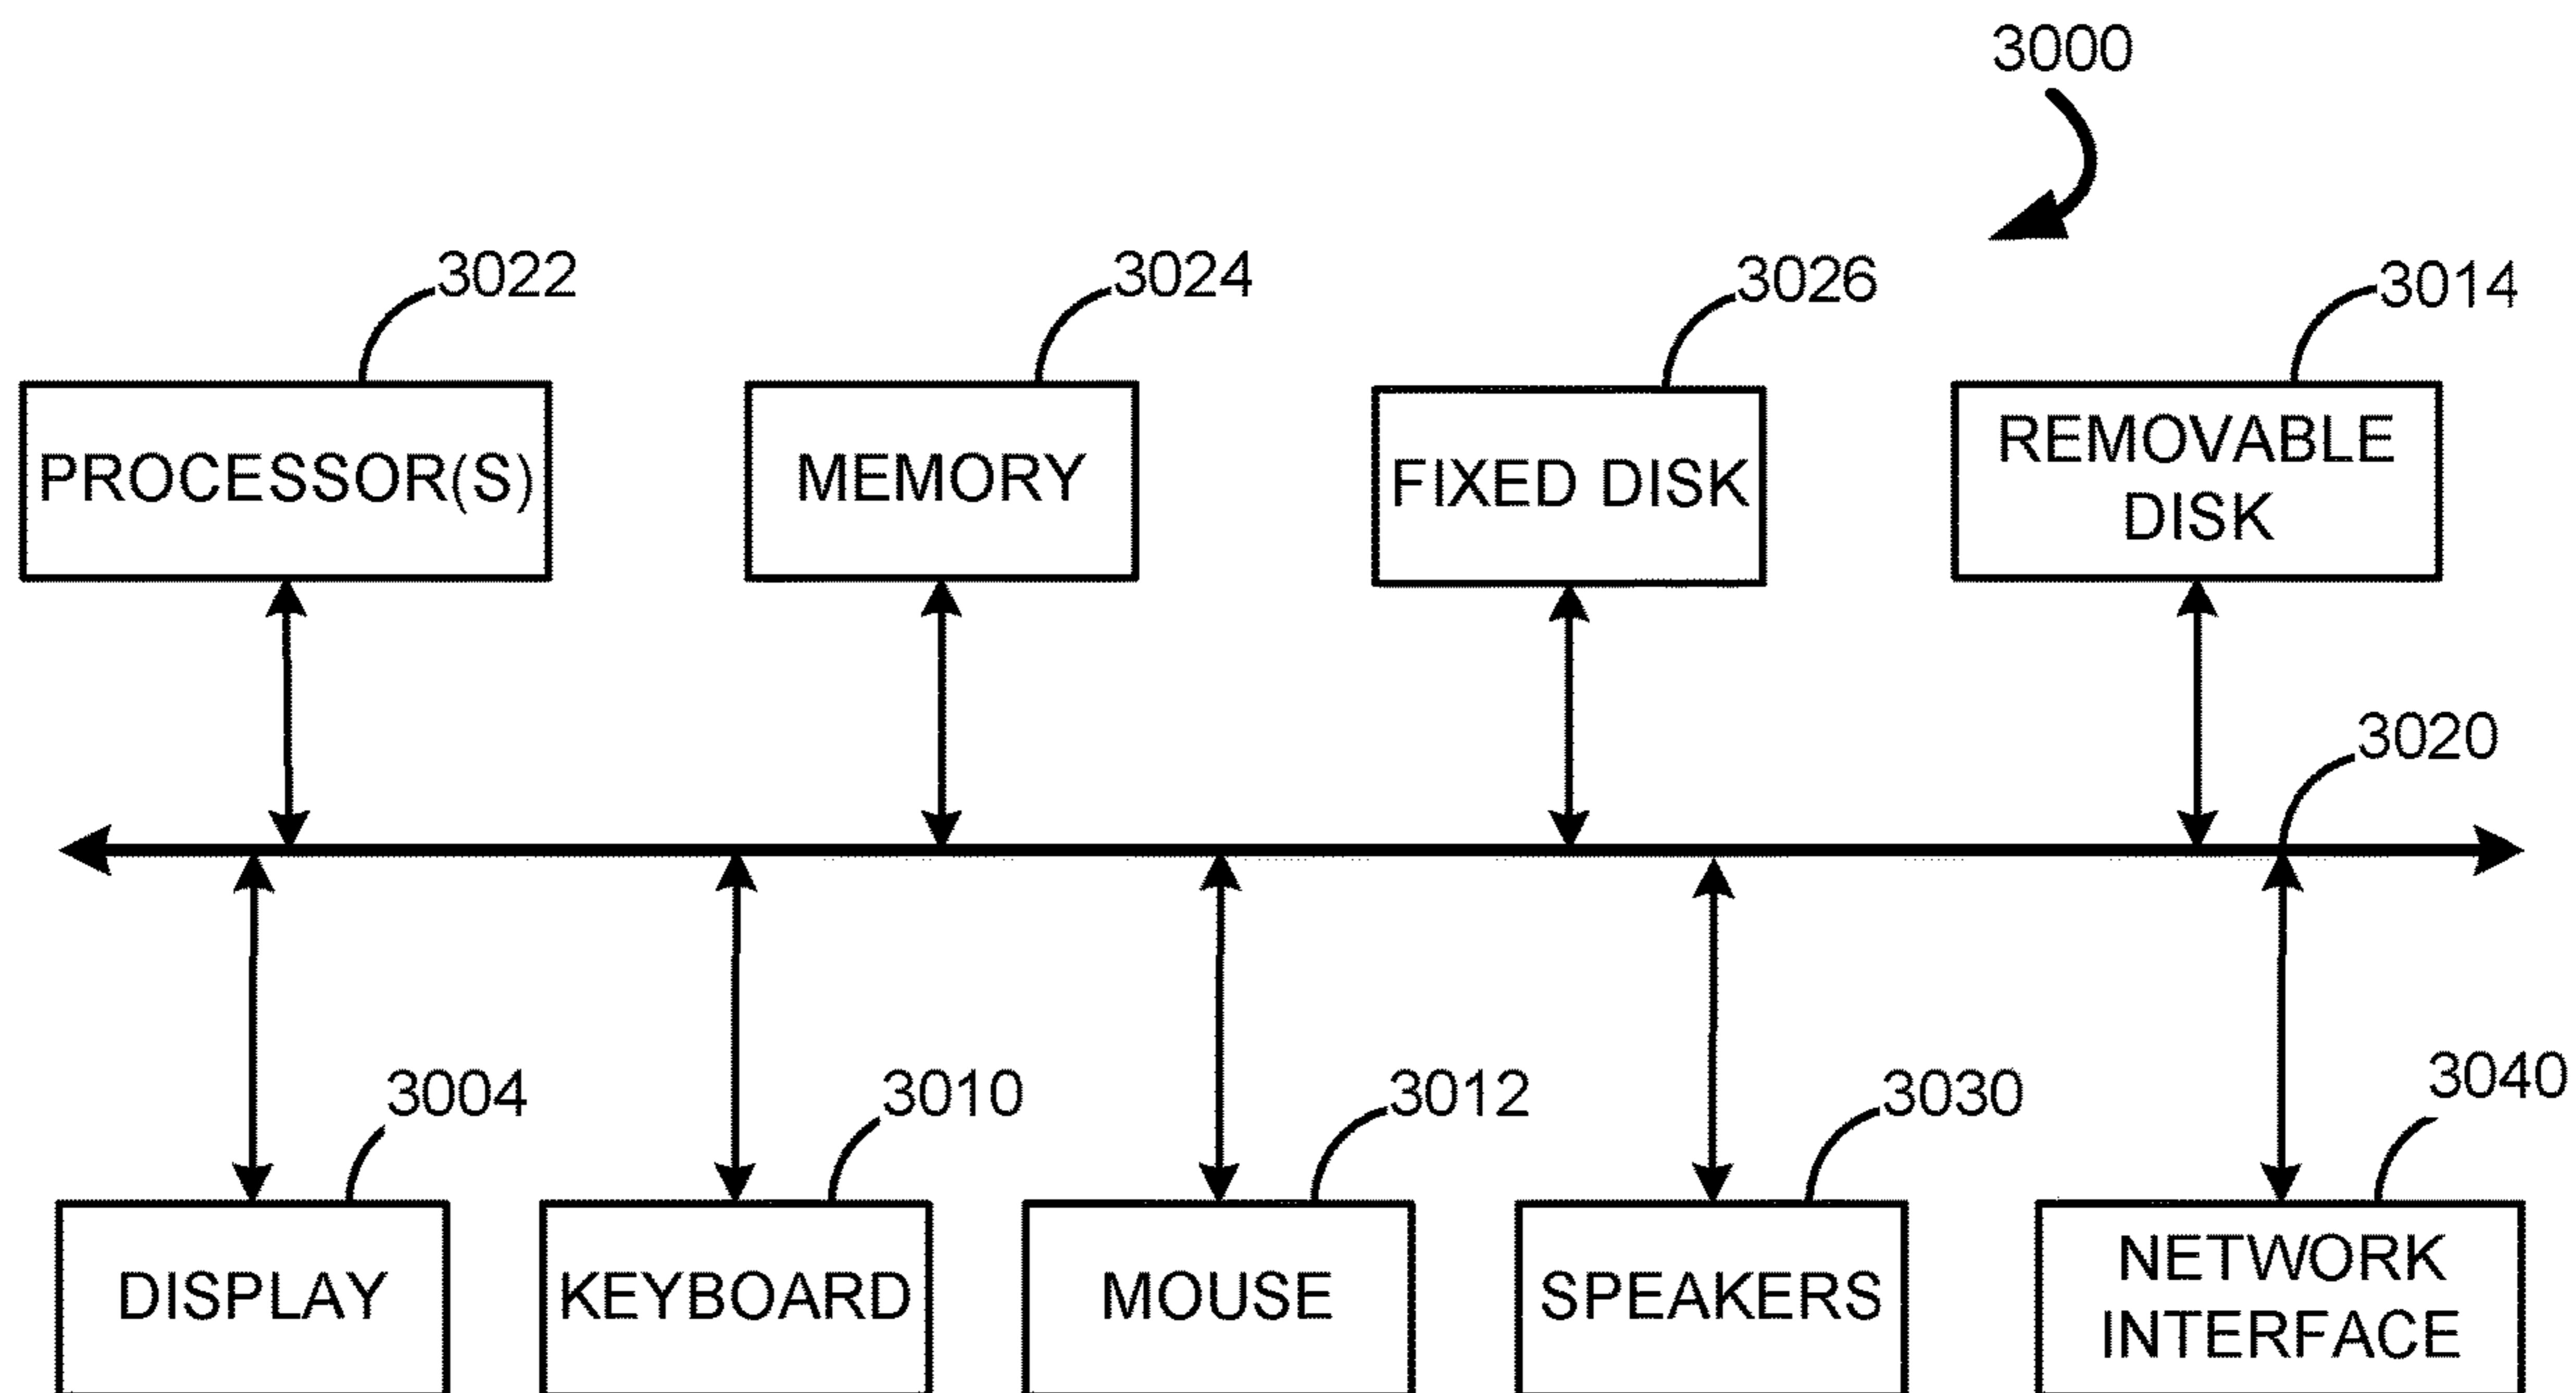 3000
3022
3024
3026
3014
PROCESSOR(S)
MEMORY
FIXED DISK
REMOVABLE
DISK
3020
3004
3010
3012
3030
3040
DISPLAY
KEYBOARD
MOUSE
SPEAKERS
NETWORK
INTERFACE